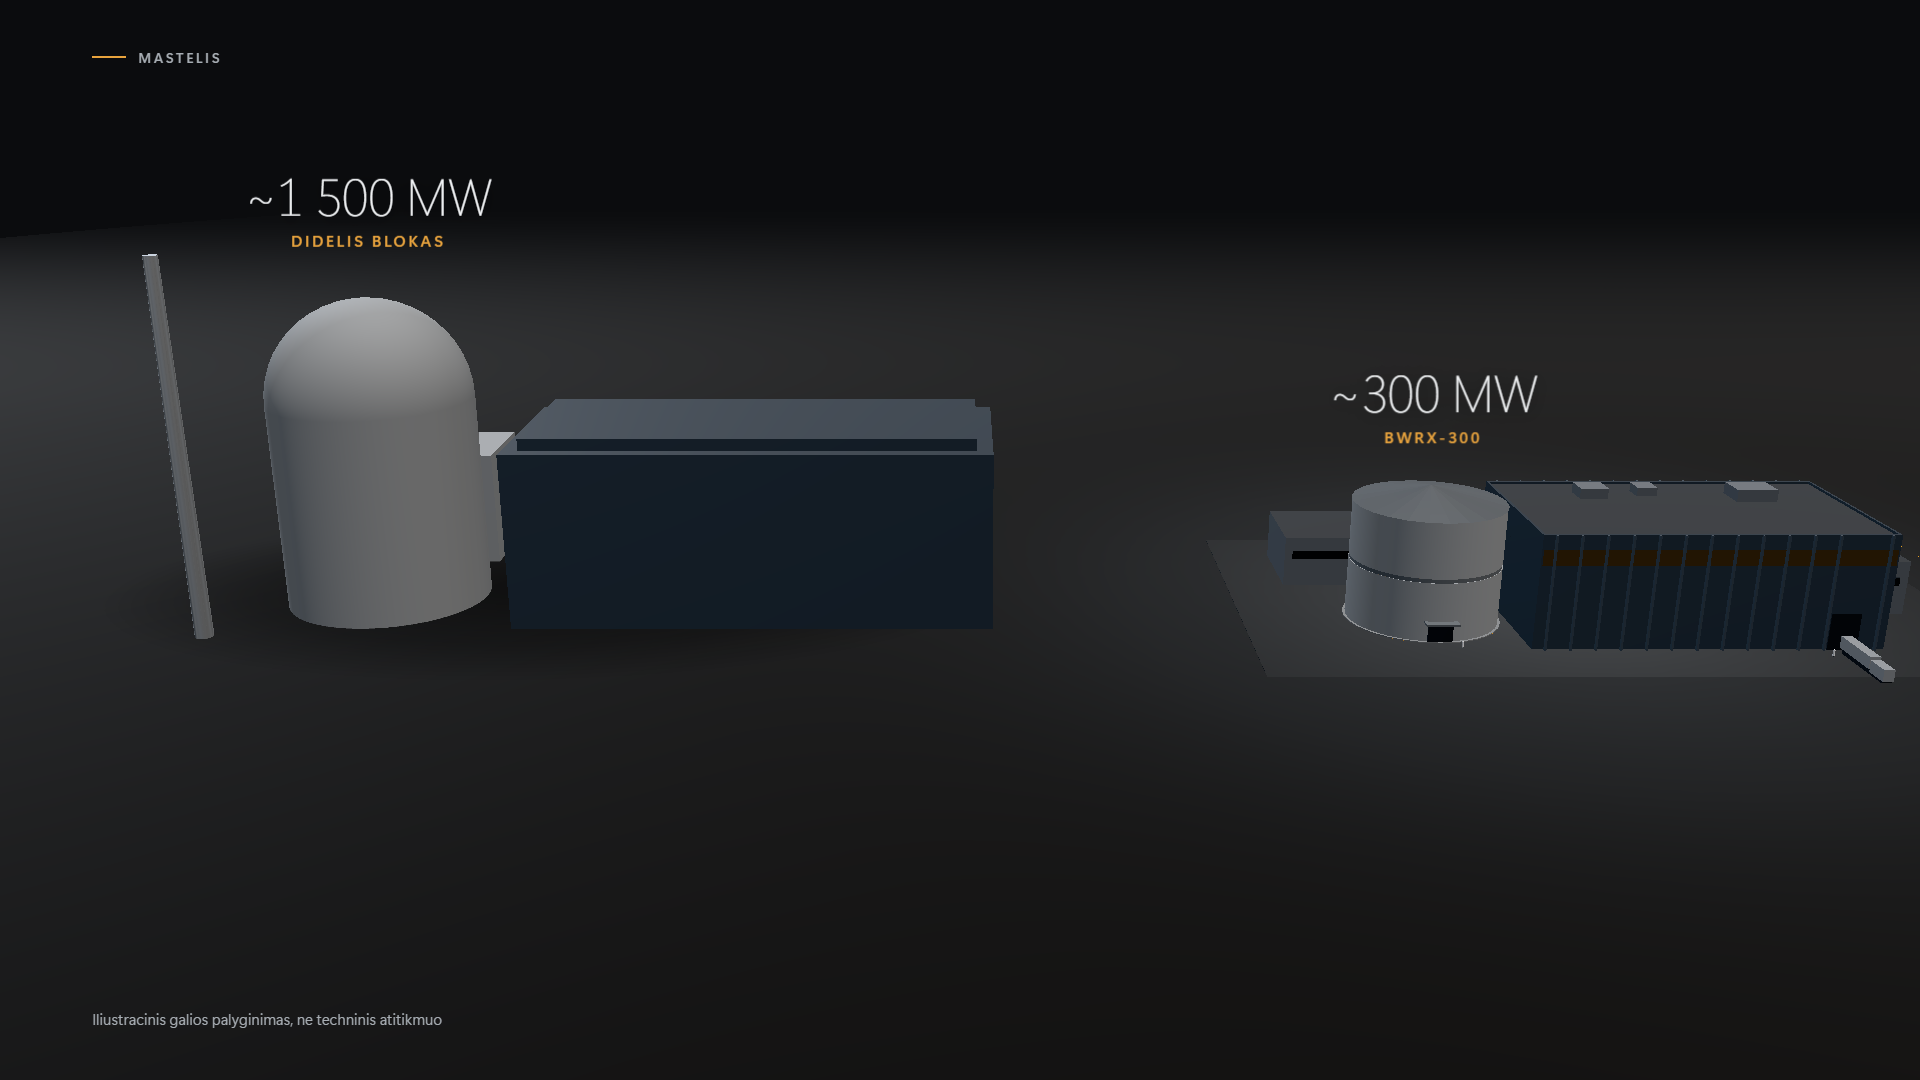 MASTELIS
~1 500 MW
DIDELIS BLOKAS
~300 MW
BWRX-300
Iliustracinis galios palyginimas, ne techninis atitikmuo